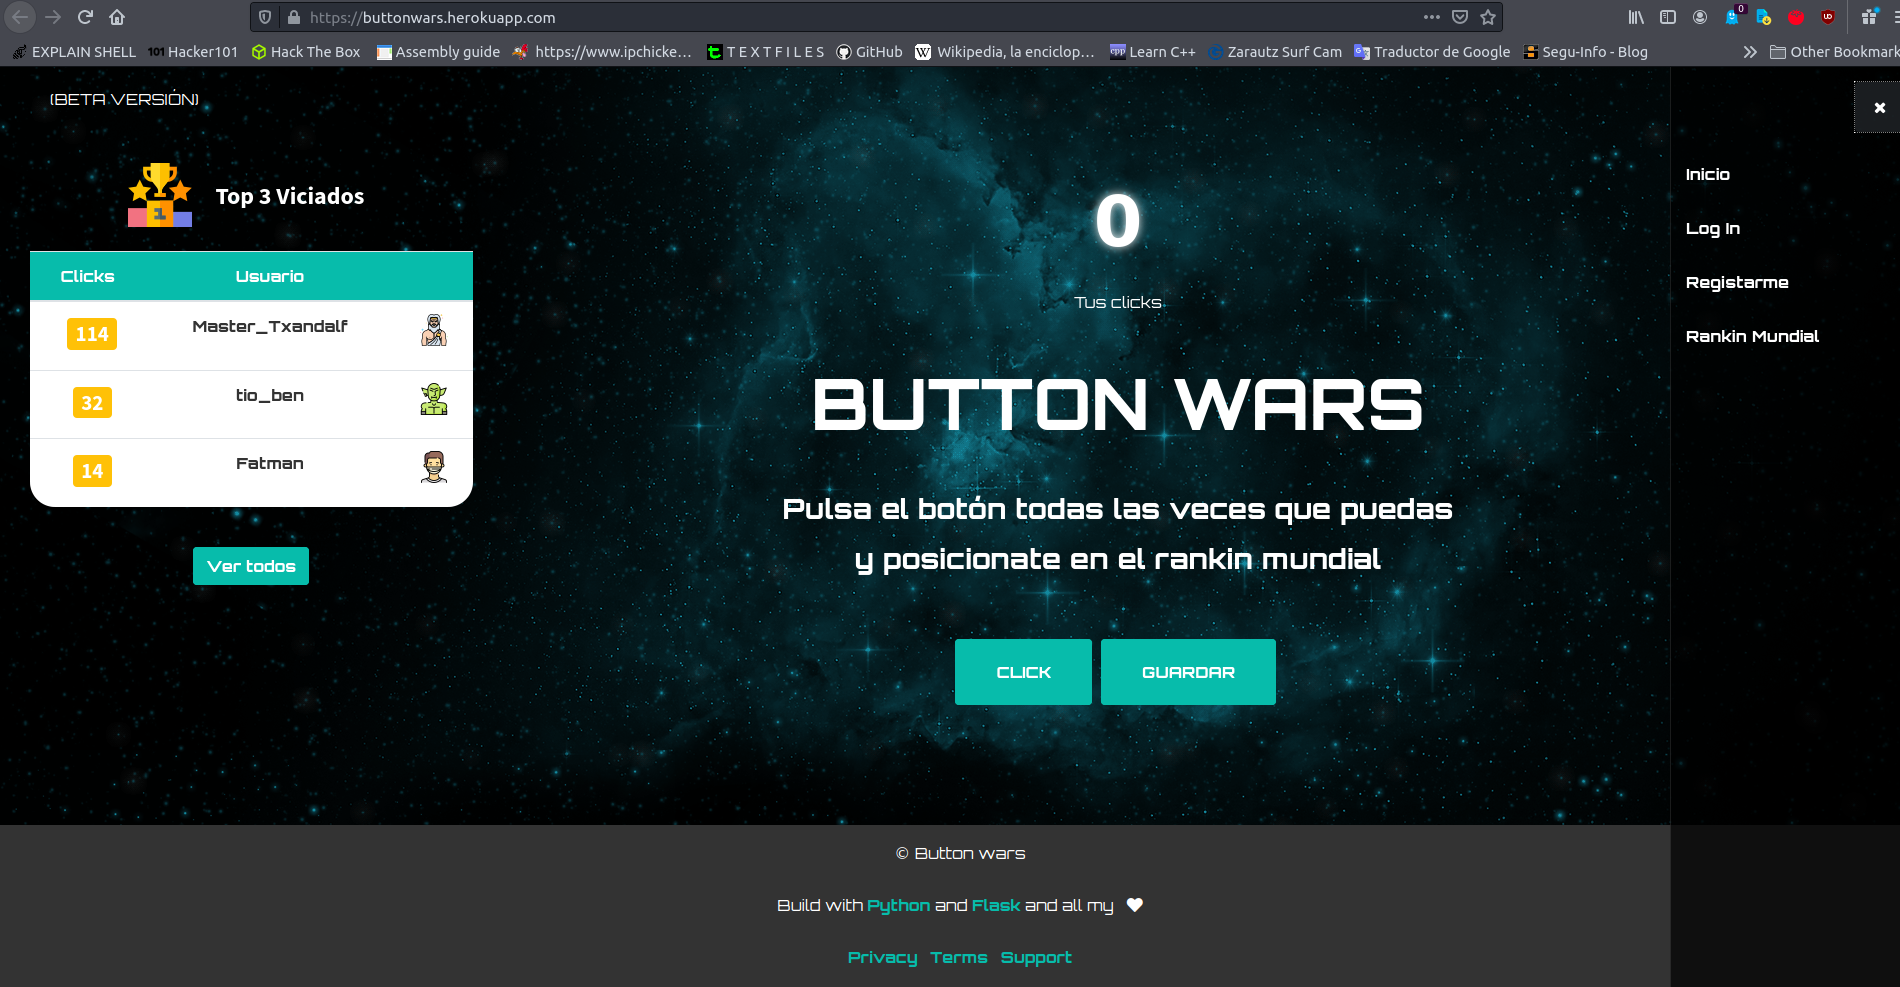 https://buttonwars.herokuapp.com
0
EXPLAIN SHELL
101 Hacker101
Hack The Box
Assembly guide
https://www.ipchicke...
T E X T F I L E S
GitHub
W Wikipedia, la enciclop...
cpp Learn C++
Zarautz Surf Cam
Traductor de Google
Segu-Info - Blog
Other Bookmark
(BETA VERSIÓN)
Top 3 Viciados
1
Clicks Usuario
114 Master_Txandalf
32 tio_ben
14 Fatman
Ver todos
0
Tus clicks
BUTTON WARS
Pulsa el botón todas las veces que puedas
y posicionate en el rankin mundial
CLICK GUARDAR
Inicio
Log In
Registarme
Rankin Mundial
© Button wars
Build with Python and Flask and all my
Privacy Terms Support